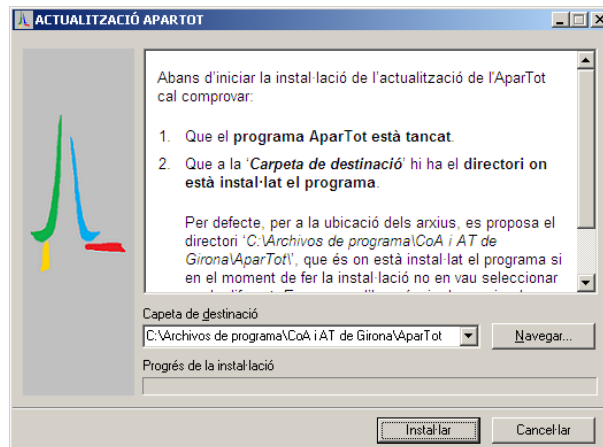 ACTUALITZACIÓ APARTOT
Abans d'iniciar la instal·lació de l'actualització de l'AparTot
cal comprovar:
1. Que el programa AparTot està tancat.
2. Que a la 'Carpeta de destinació' hi ha el directori on
està instal·lat el programa.
Per defecte, per a la ubicació dels arxius, es proposa el
directori 'C:\Archivos de programa\CoA i AT de
Girona\AparTot\', que és on està instal·lat el programa si
en el moment de fer la instal·lació no en vau seleccionar
Capeta de destinació
C:\Archivos de programa\CoA i AT de Girona\AparTot
Navegar...
Progrés de la instal·lació
Instal·lar
Cancel·lar